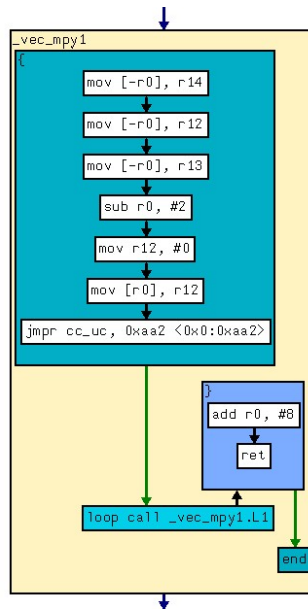 _vec_mpy1
{
mov [-r0], r14
mov [-r0], r12
mov [-r0], r13
sub r0, #2
mov r12, #0
mov [r0], r12
jmpr cc_uc, 0xaa2 <0x0:0xaa2>
}
add r0, #8
ret
loop call _vec_mpy1.L1
end